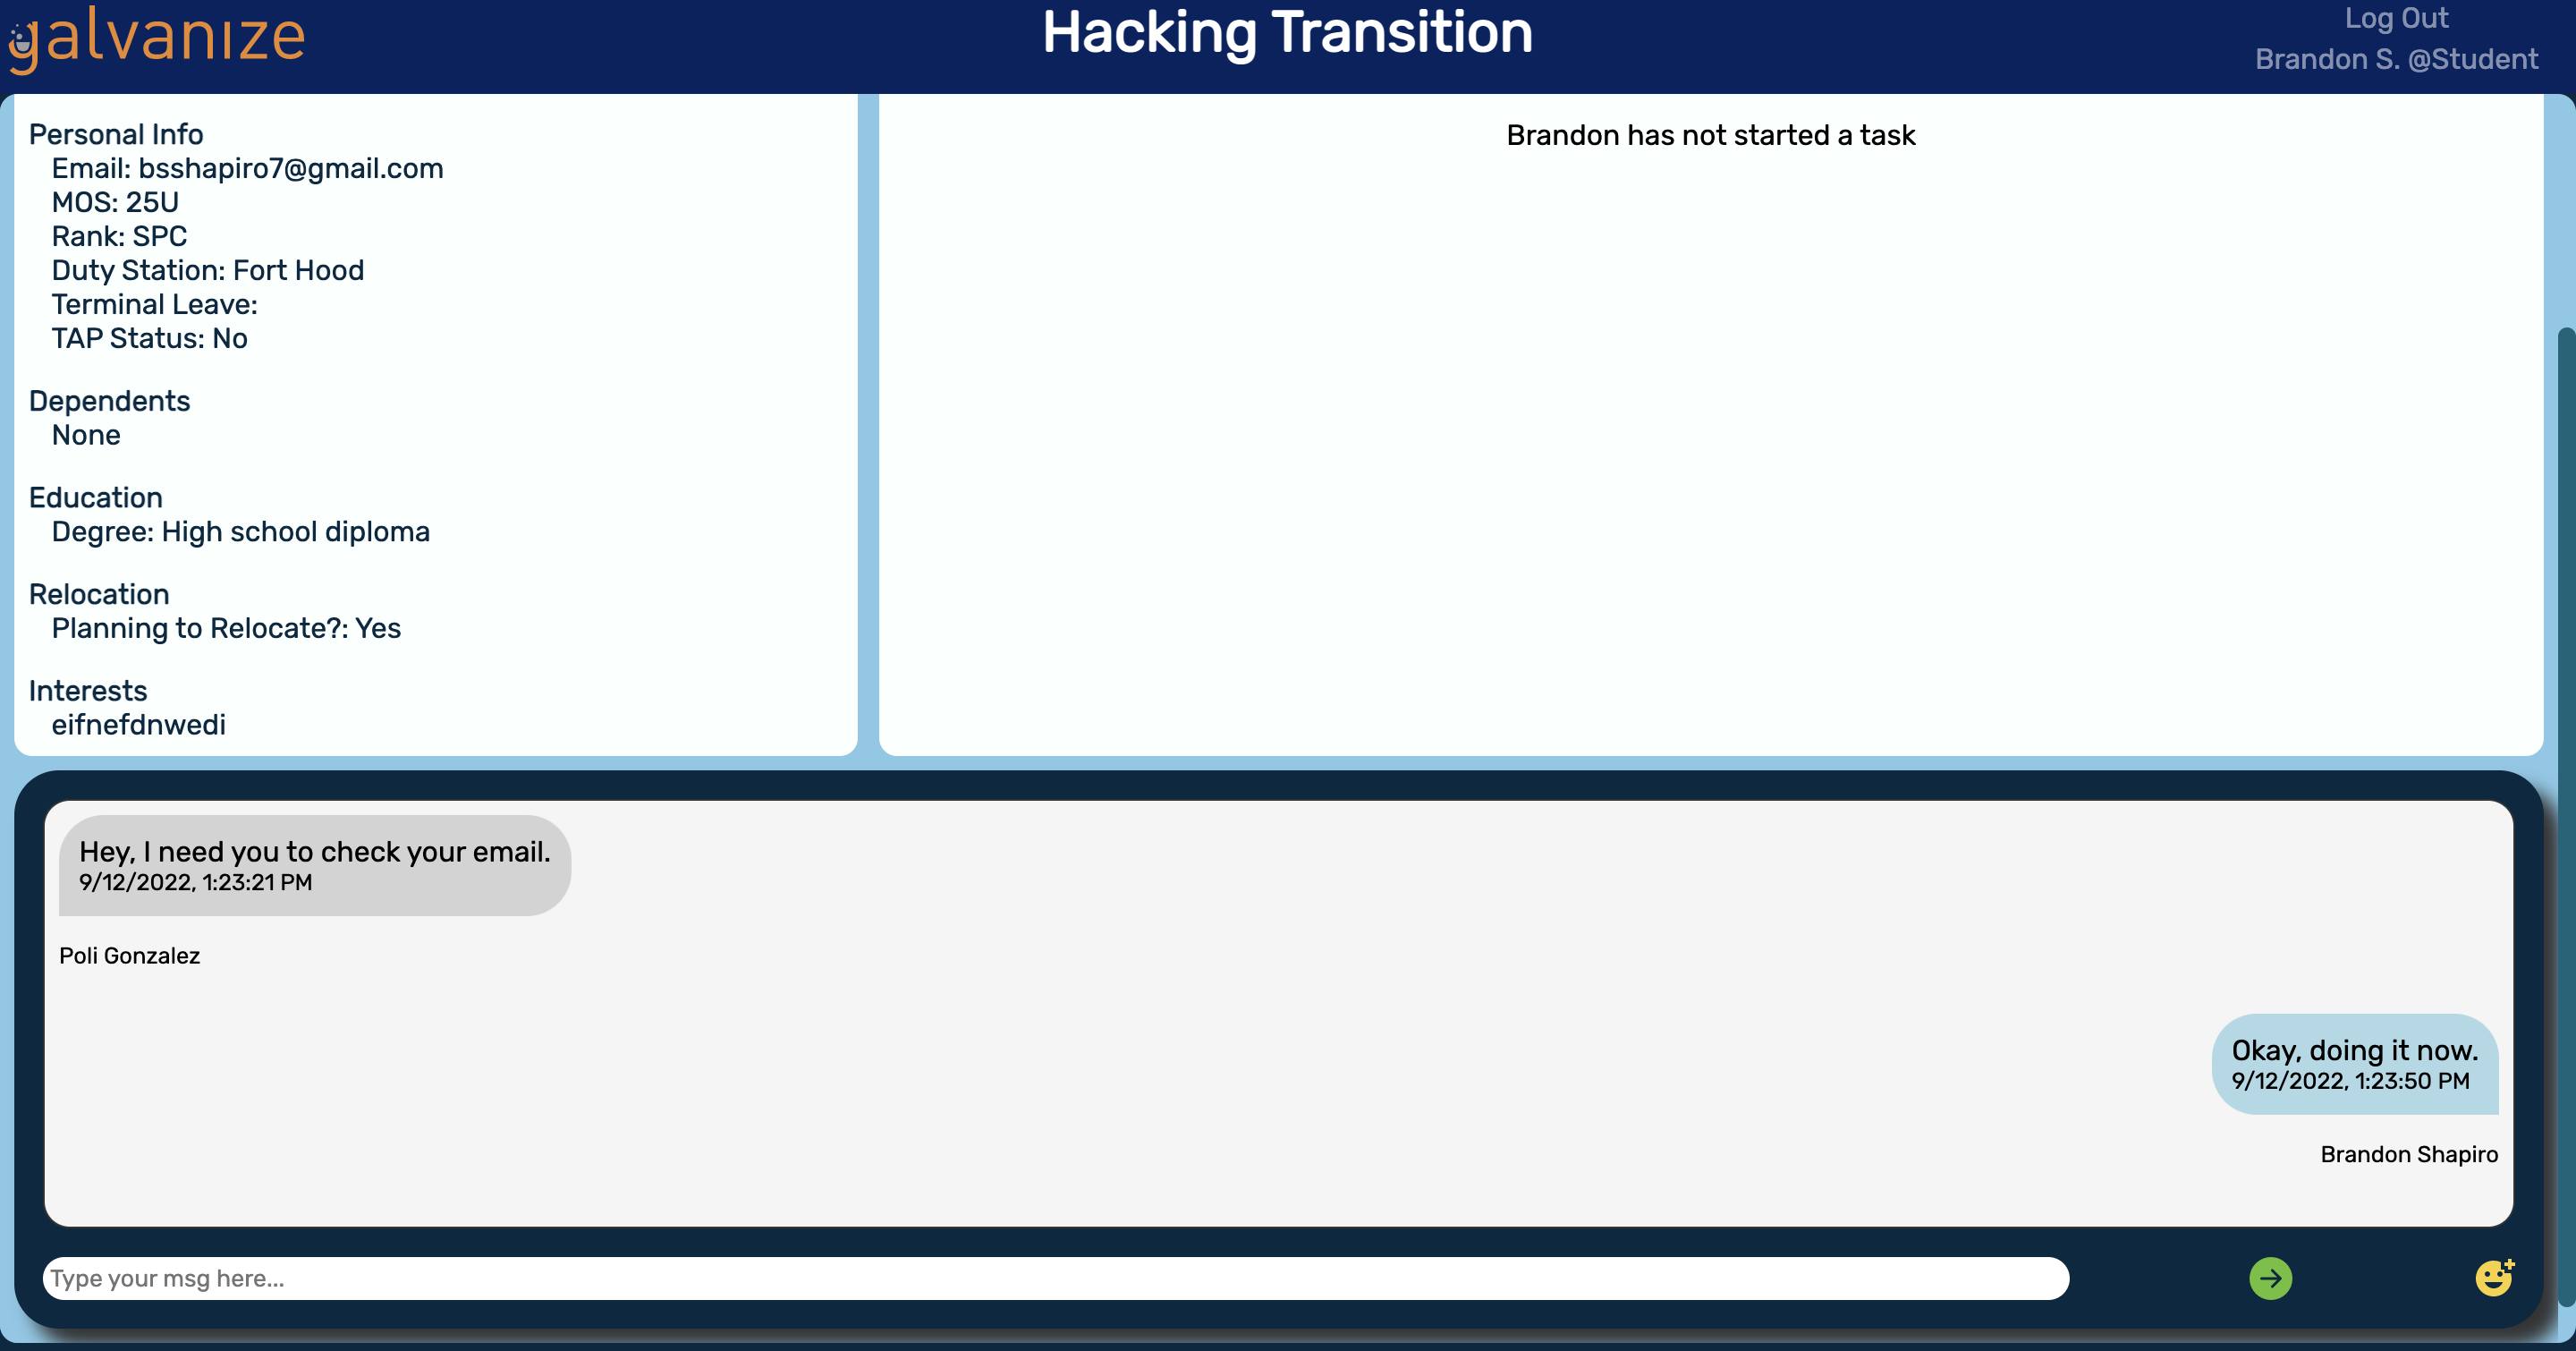 galvanize
Hacking Transition
Log Out
Brandon S. @Student
Personal Info
Email: bsshapiro7@gmail.com
MOS: 25U
Rank: SPC
Duty Station: Fort Hood
Terminal Leave:
TAP Status: No
Dependents
None
Education
Degree: High school diploma
Relocation
Planning to Relocate?: Yes
Interests
eifnefdnwedi
Brandon has not started a task
Hey, I need you to check your email.
9/12/2022, 1:23:21 PM
Poli Gonzalez
Okay, doing it now.
9/12/2022, 1:23:50 PM
Brandon Shapiro
Type your msg here...